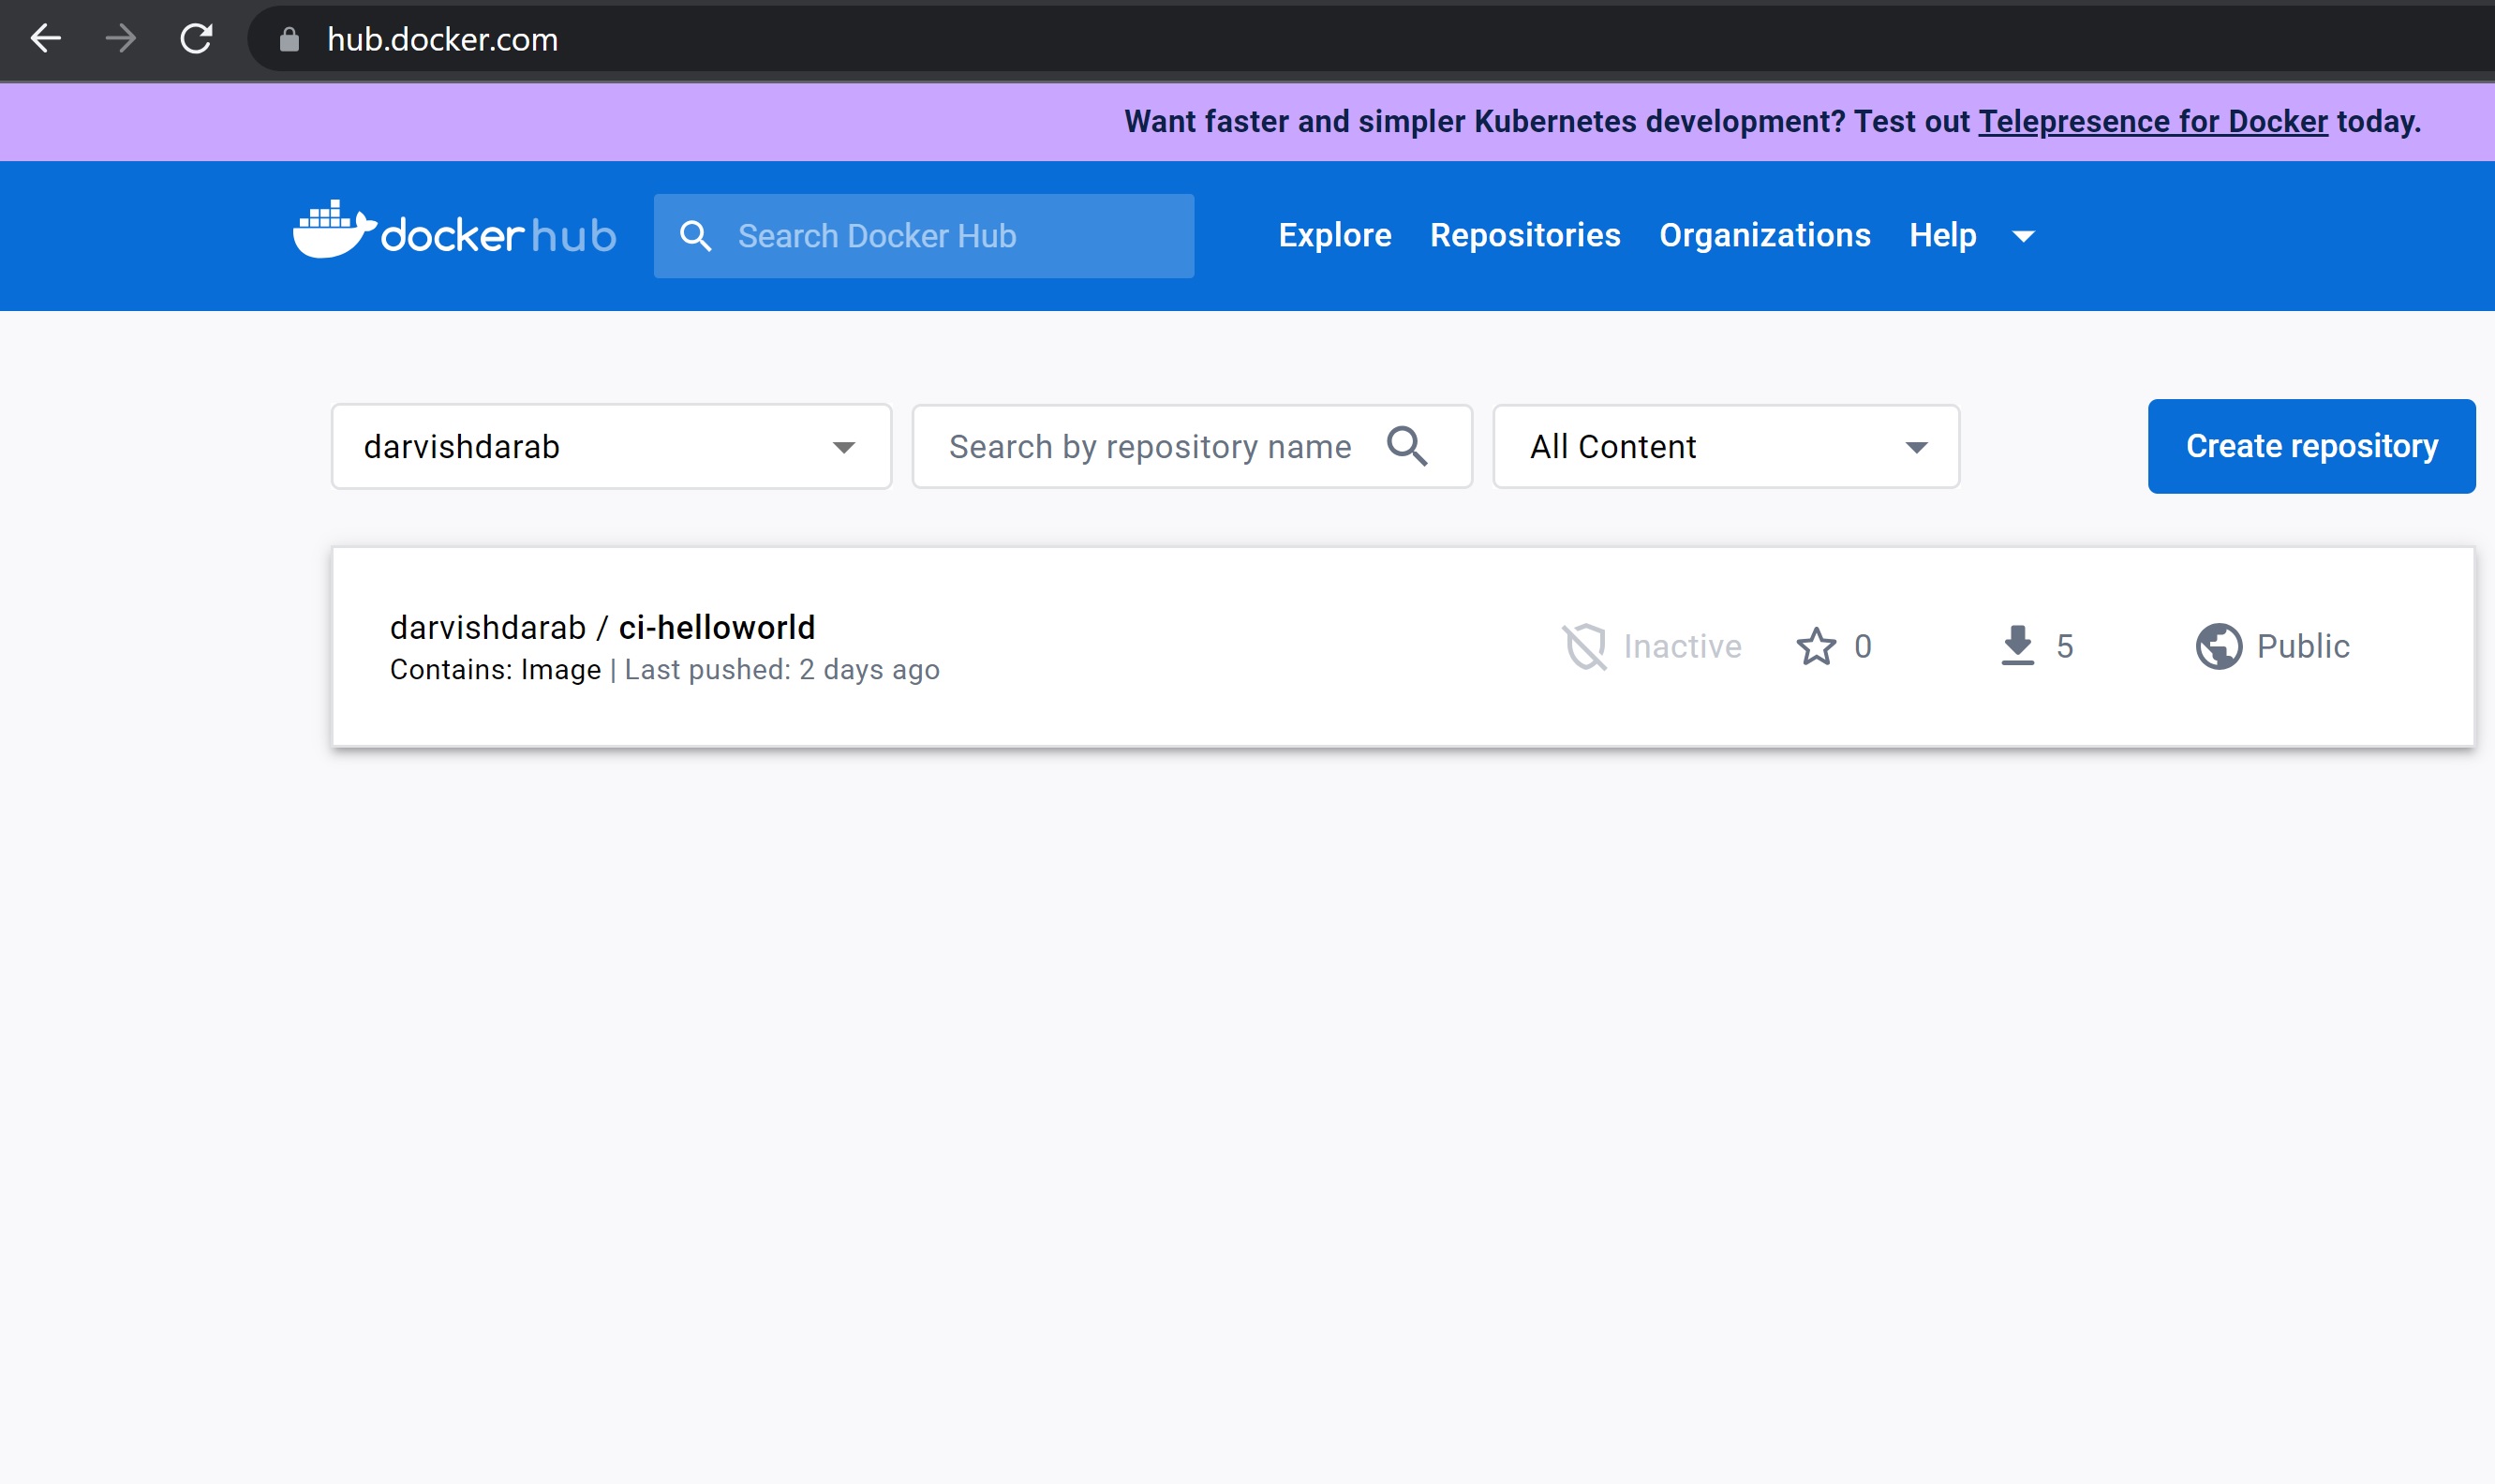 hub.docker.com
Want faster and simpler Kubernetes development? Test out Telepresence for Docker today.
dockerhub
Search Docker Hub
Explore Repositories Organizations Help
darvishdarab
Search by repository name
All Content
Create repository
darvishdarab / ci-helloworld
Contains: Image | Last pushed: 2 days ago
Inactive
0
5
Public